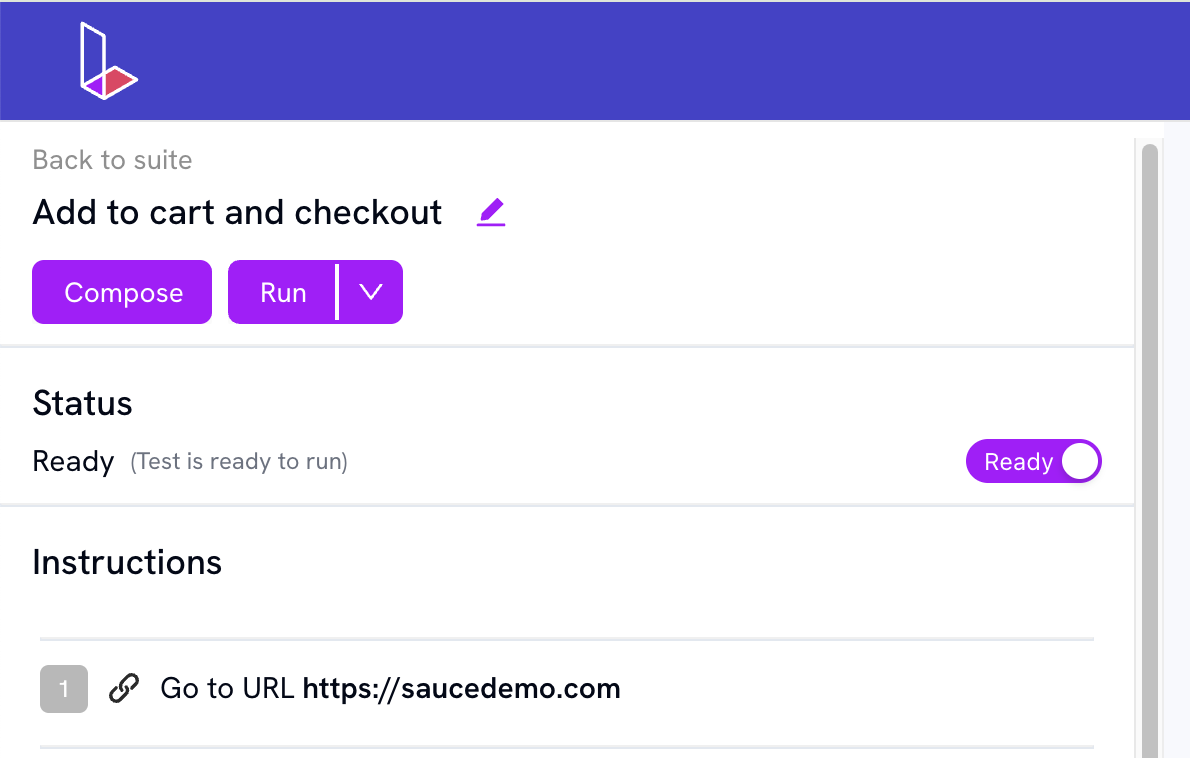 Back to suite
Add to cart and checkout
Compose Run
Status
Ready (Test is ready to run) Ready
Instructions
1 Go to URL https://saucedemo.com